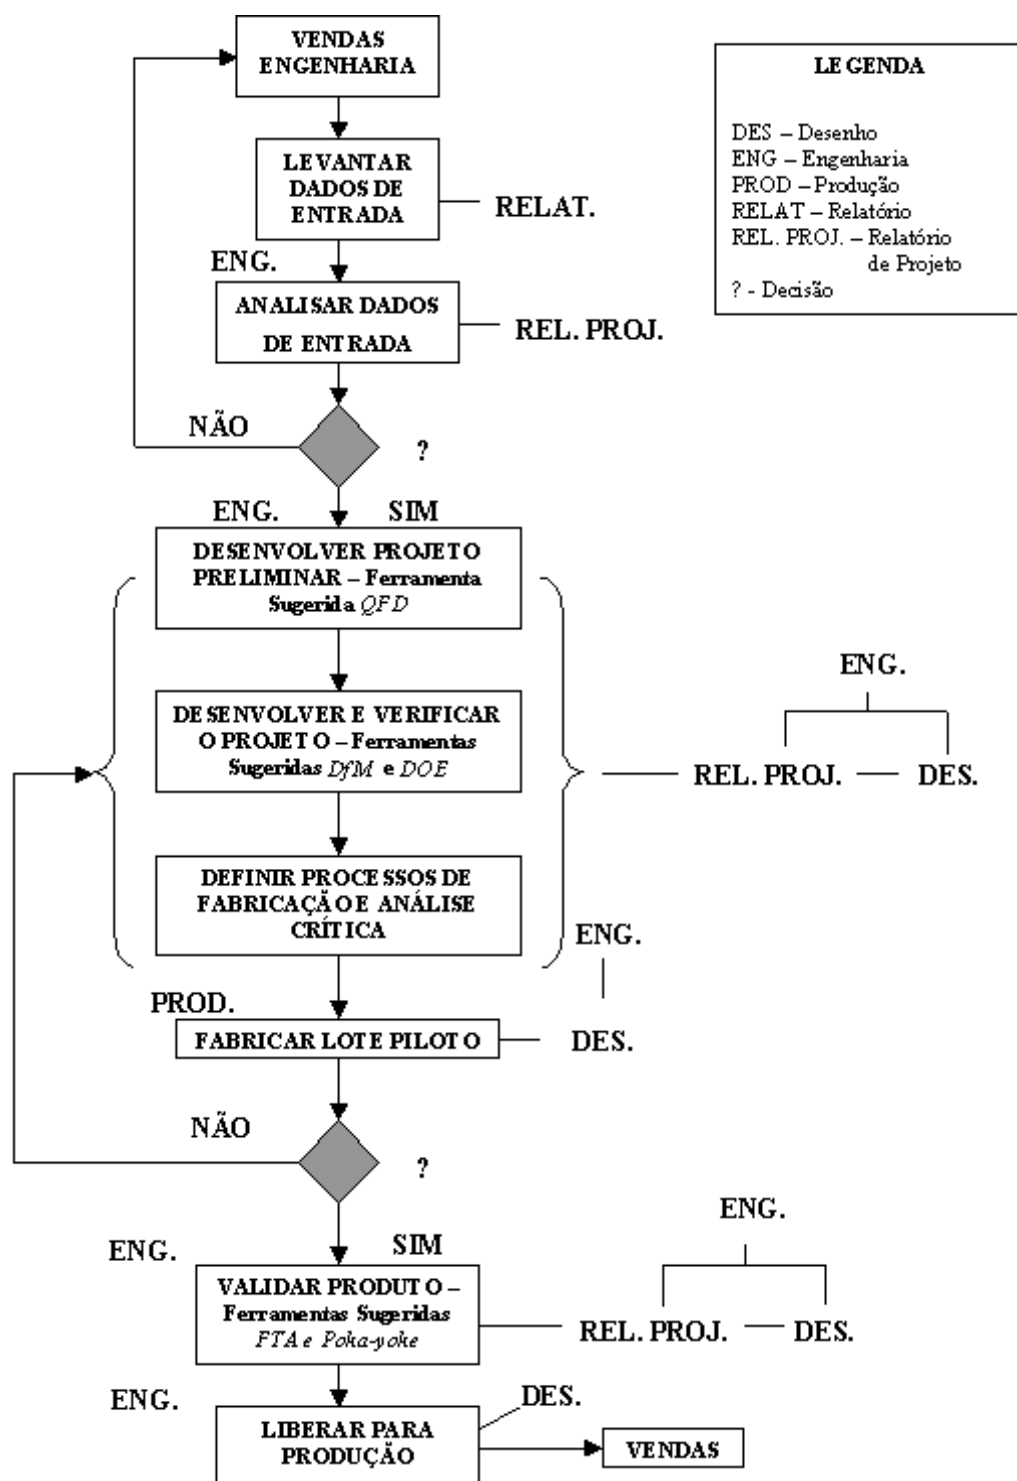 VENDAS
ENGENHARIA
LEGENDA
DES – Desenho
ENG – Engenharia
PROD – Produção
RELAT – Relatório
REL. PROJ. – Relatório
de Projeto
? - Decisão
LEVANTAR
DADOS DE
ENTRADA
RELAT.
ENG.
ANALISAR DADOS
DE ENTRADA
REL. PROJ.
NÃO
?
ENG.
SIM
DESENVOLVER PROJETO
PRELIMINAR – Ferramenta
Sugerida QFD
DESENVOLVER E VERIFICAR
O PROJETO – Ferramentas
Sugeridas DfM e DOE
ENG.
REL. PROJ.
DES.
DEFINIR PROCESSOS DE
FABRICAÇÃO E ANÁLISE
CRÍTICA
ENG.
PROD.
FABRICAR LOTE PILOTO
DES.
NÃO
?
ENG.
SIM
VALIDAR PRODUTO –
Ferramentas Sugeridas
FTA e Poka-yoke
ENG.
REL. PROJ.
DES.
ENG.
DES.
LIBERAR PARA
PRODUÇÃO
VENDAS